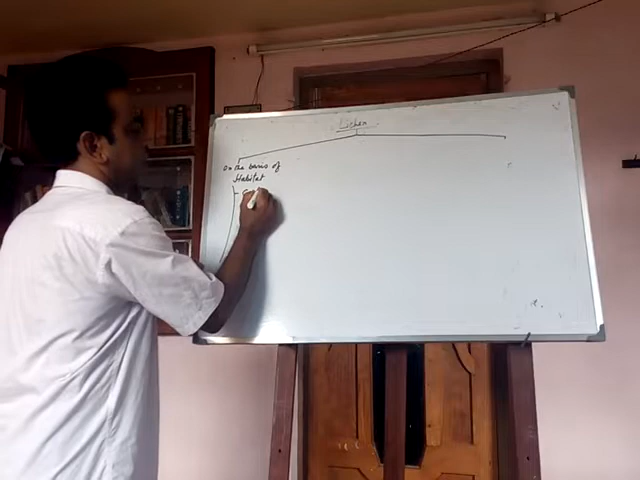 Lichen
On the basis of
Habitat